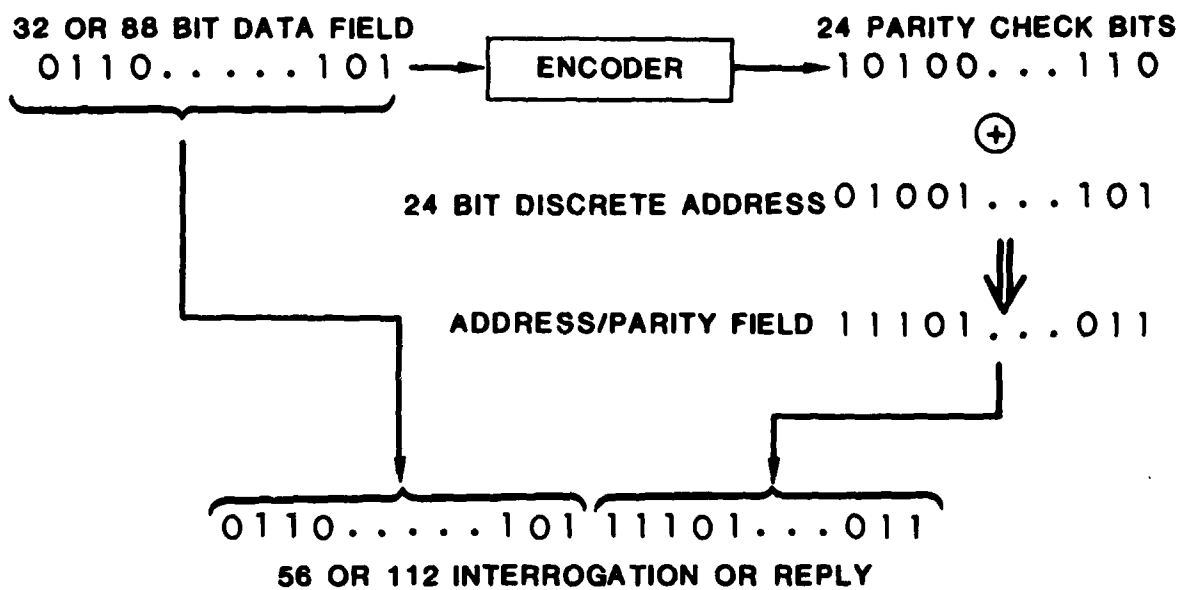 32 OR 88 BIT DATA FIELD
0110.....101
ENCODER
24 PARITY CHECK BITS
10100...110
+
24 BIT DISCRETE ADDRESS 01001...101
ADDRESS/PARITY FIELD 11101...011
0110.....101 11101...011
56 OR 112 INTERROGATION OR REPLY